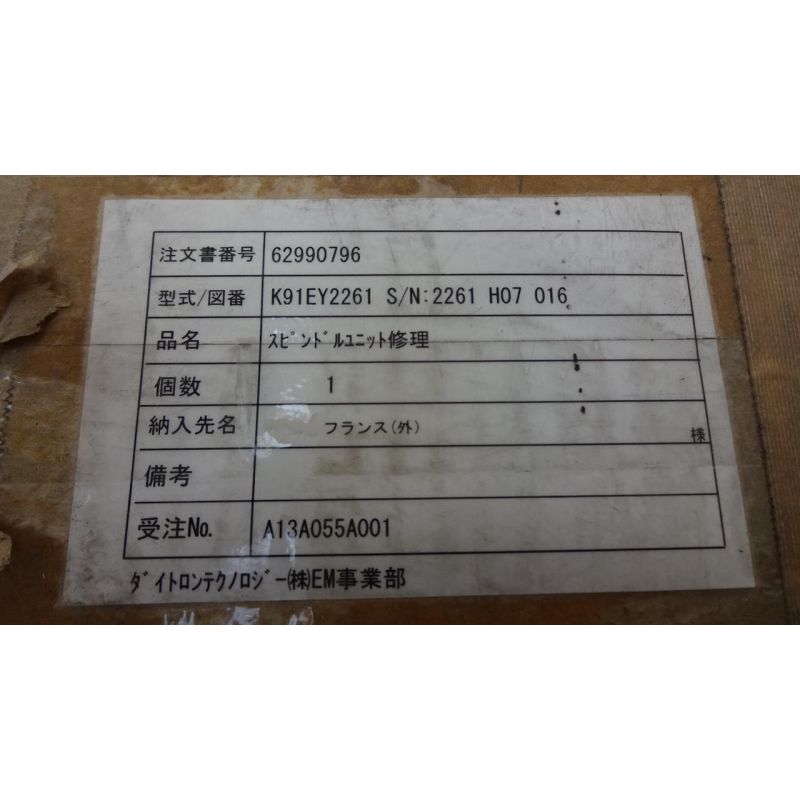 注文書番号 62990796
型式/図番 K91EY2261 S/N:2261 H07 016
品名 ｽﾋﾟﾝﾄﾞﾙﾕﾆｯﾄ修理
個数 1
納入先名 フランス(外) 様
備考
受注No. A13A055A001
ﾀﾞｲﾄﾛﾝﾃｸﾉﾛｼﾞｰ㈱EM事業部